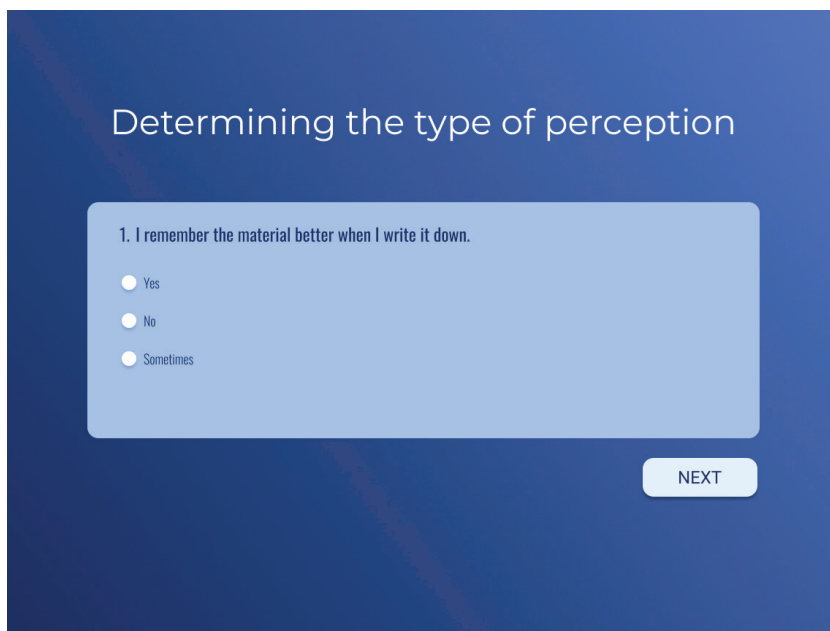 Determining the type of perception
1. I remember the material better when I write it down.
Yes
No
Sometimes
NEXT